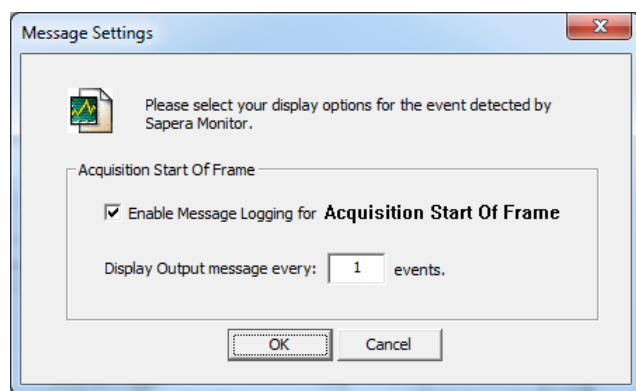 Message Settings
Please select your display options for the event detected by
Sapera Monitor.
Acquisition Start Of Frame
Enable Message Logging for Acquisition Start Of Frame
Display Output message every: 1 events.
OK Cancel